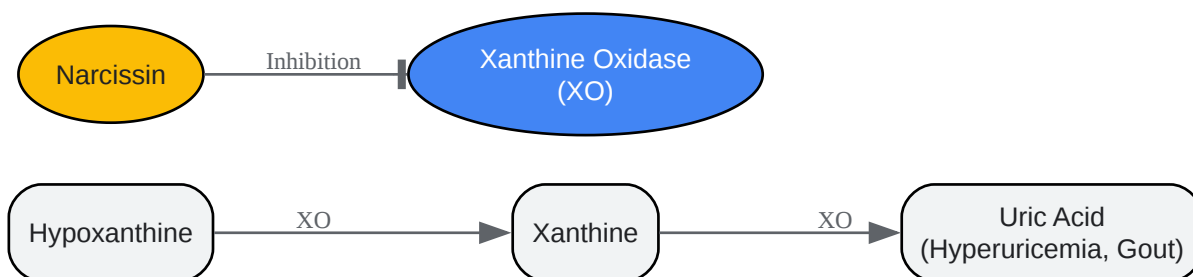 Narcissin
Inhibition
Xanthine Oxidase
(XO)
Hypoxanthine
XO
Xanthine
XO
Uric Acid
(Hyperuricemia, Gout)